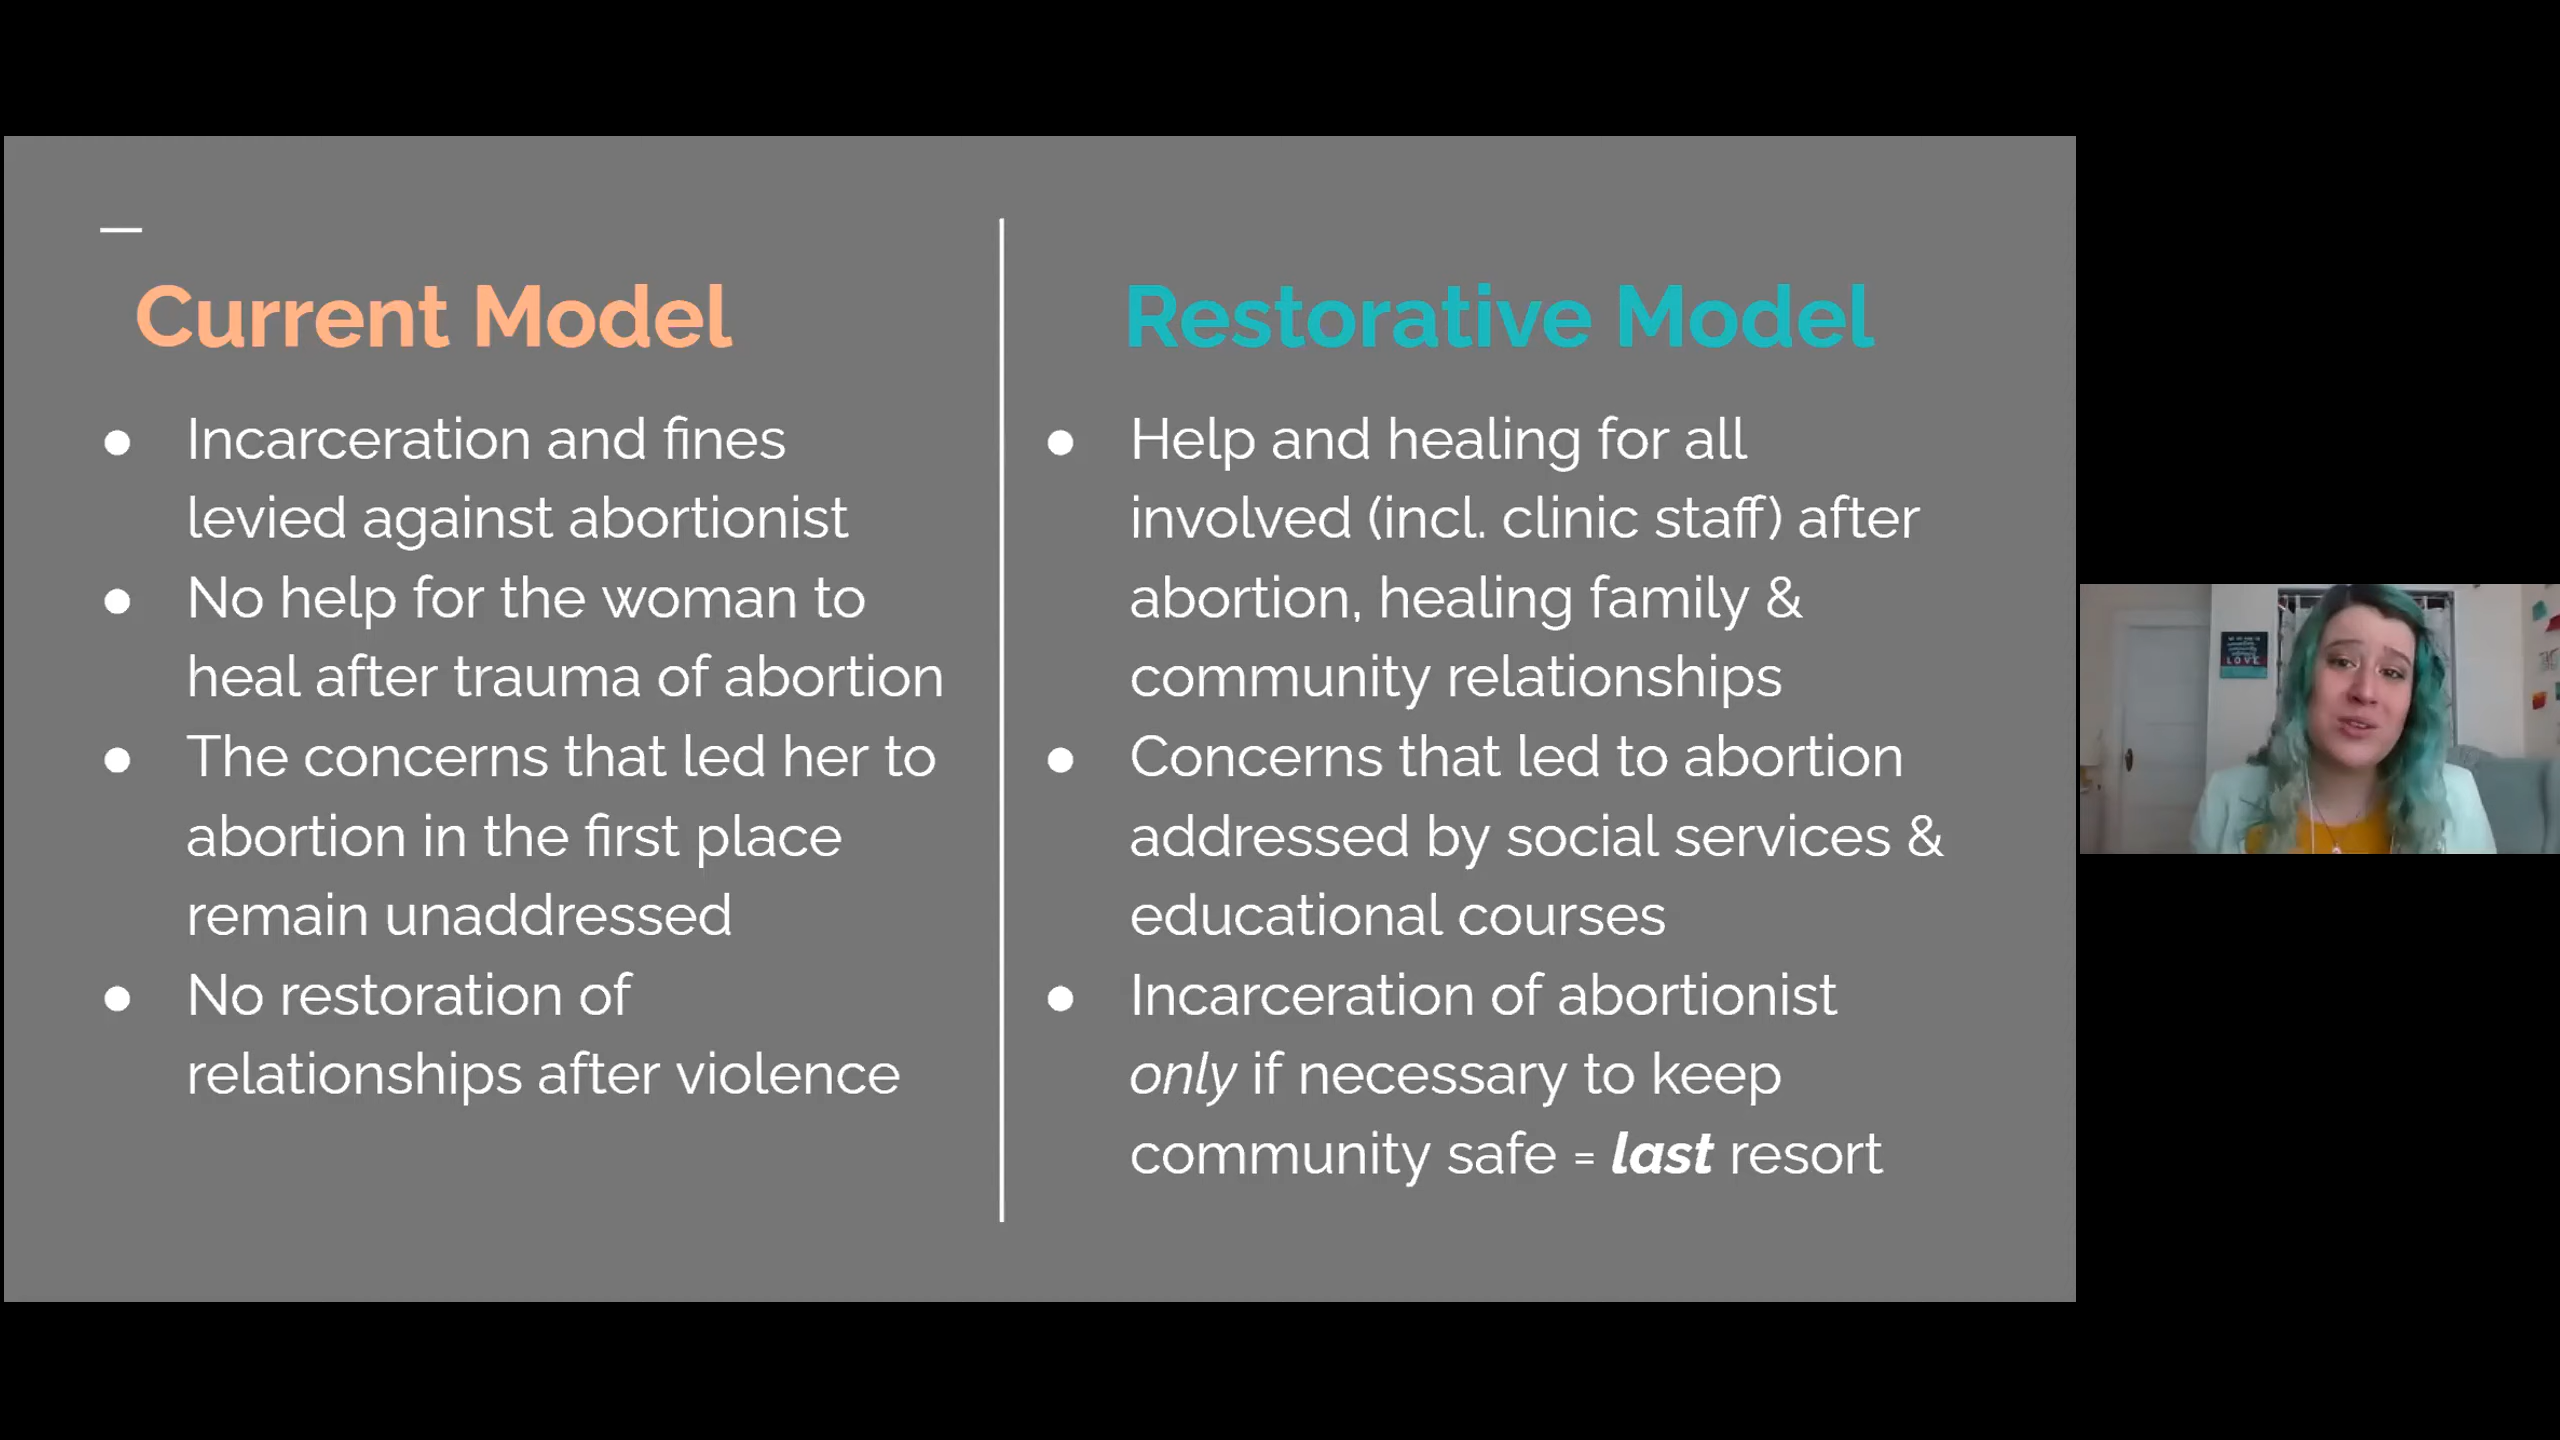 Current Model
Incarceration and fines
levied against abortionist
No help for the woman to
heal after trauma of abortion
The concerns that led her to
abortion in the first place
remain unaddressed
No restoration of
relationships after violence
Restorative Model
Help and healing for all
involved (incl. clinic staff) after
abortion, healing family &
community relationships
Concerns that led to abortion
addressed by social services &
educational courses
Incarceration of abortionist
only if necessary to keep
community safe = last resort
LOVE